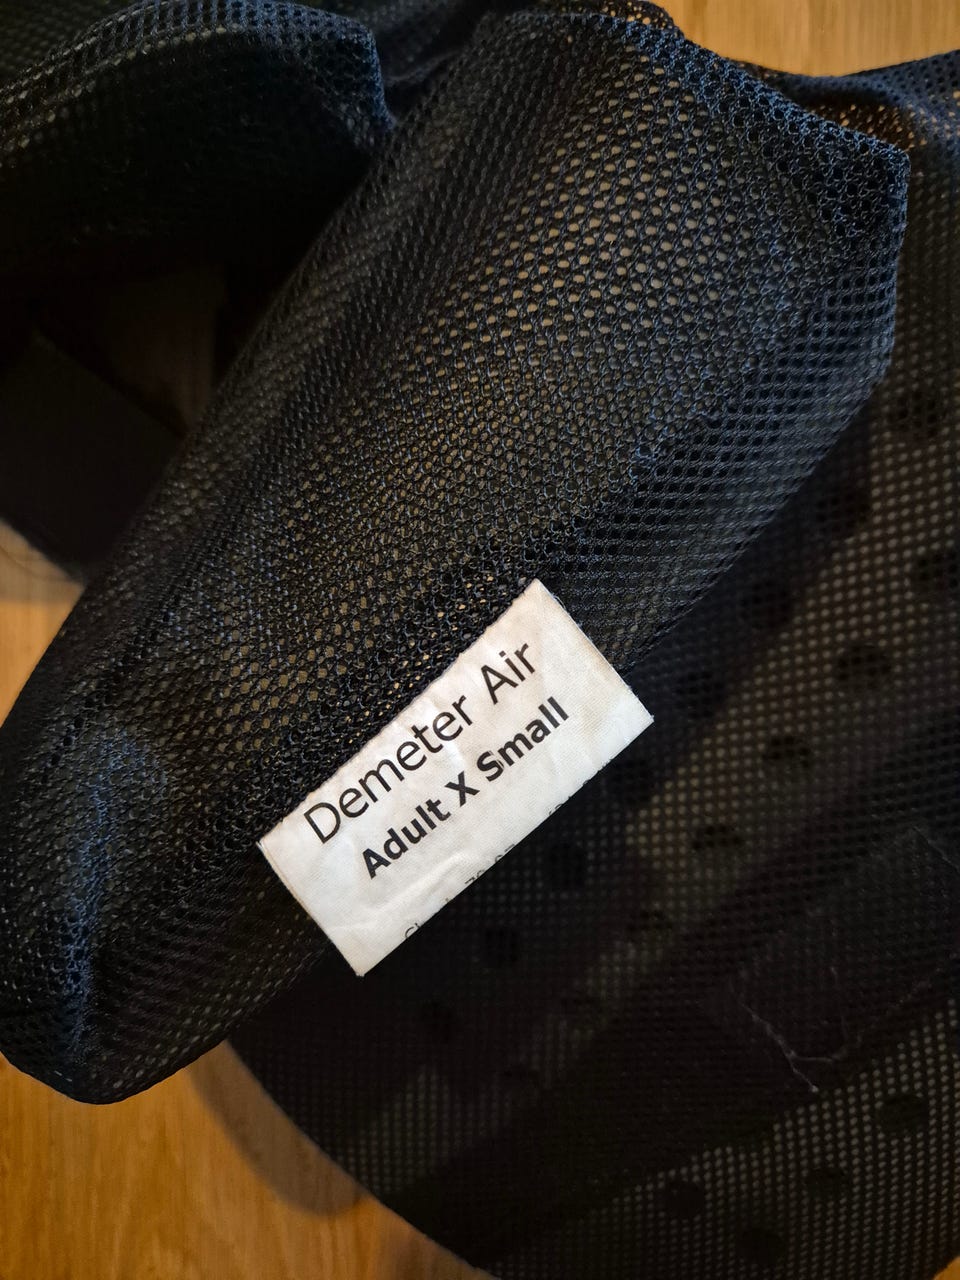 Demeter Air
Adult X Small